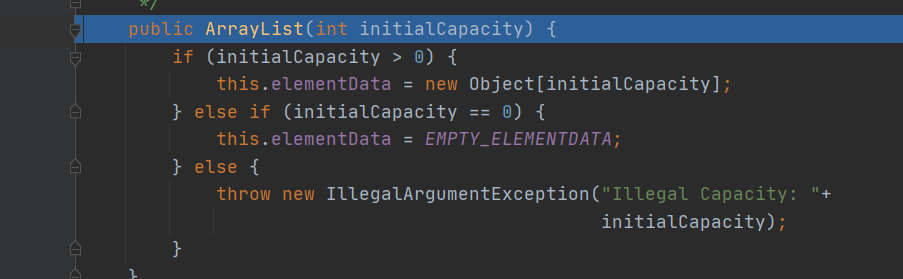 */
public ArrayList(int initialCapacity) {
if (initialCapacity > 0) {
this.elementData = new Object[initialCapacity];
} else if (initialCapacity == 0) {
this.elementData = EMPTY_ELEMENTDATA;
} else {
throw new IllegalArgumentException("Illegal Capacity: "+
initialCapacity);
}
}